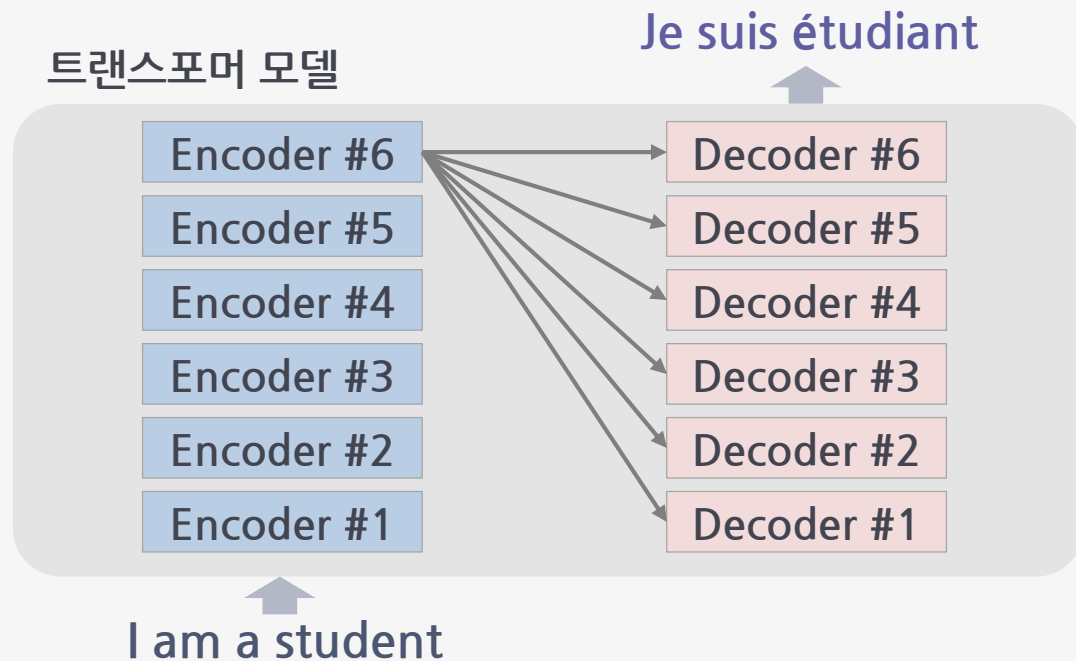 Je suis étudiant
트랜스포머 모델
Encoder #6
Decoder #6
Encoder #5
Decoder #5
Encoder #4
Decoder #4
Encoder #3
Decoder #3
Encoder #2
Decoder #2
Encoder #1
Decoder #1
I am a student